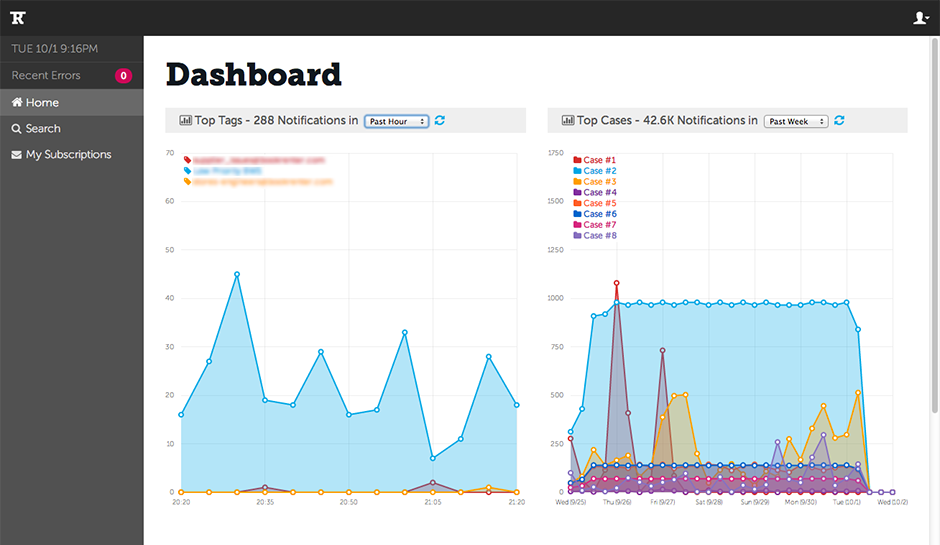 TUE 10/1 9:16PM
Recent Errors 0
Home
Search
My Subscriptions
Dashboard
Top Tags - 288 Notifications in Past Hour
70
60
50
40
30
20
10
0
20:20 20:35 20:50 21:05 21:20
Top Cases - 42.6K Notifications in Past Week
Case #1
Case #2
Case #3
Case #4
Case #5
Case #6
Case #7
Case #8
1750
1500
1250
1000
750
500
250
0
Wed (9/25) Thu (9/26) Fri (9/27) Sat (9/28) Sun (9/29) Mon (9/30) Tue (10/1) Wed (10/2)